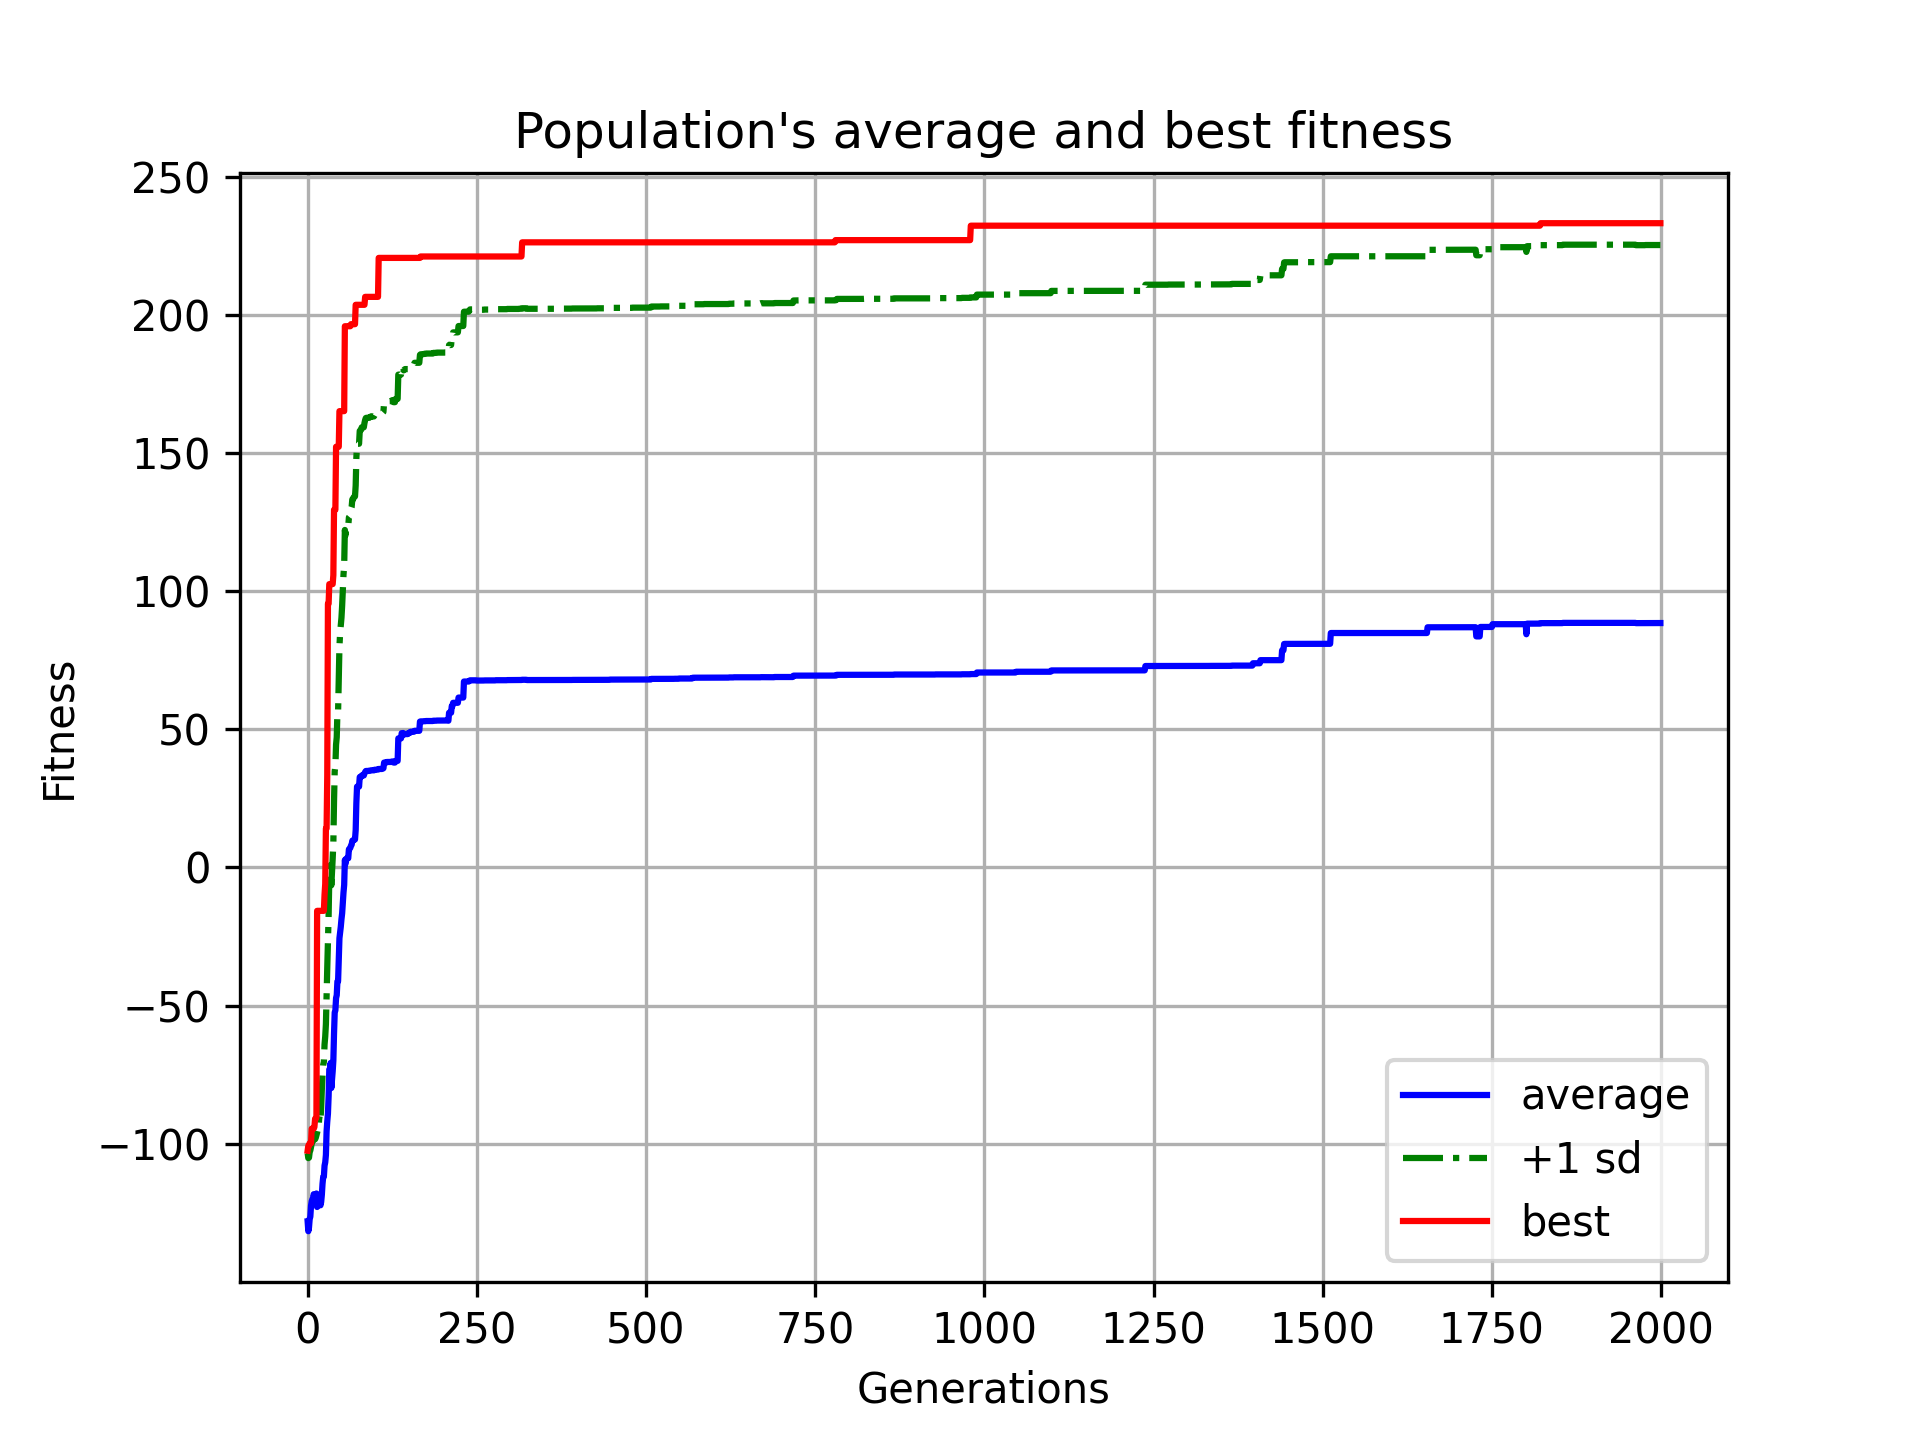 Population's average and best fitness
250
200
150
100
50
0
−50
−100
Fitness
average
+1 sd
best
0 250 500 750 1000 1250 1500 1750 2000
Generations